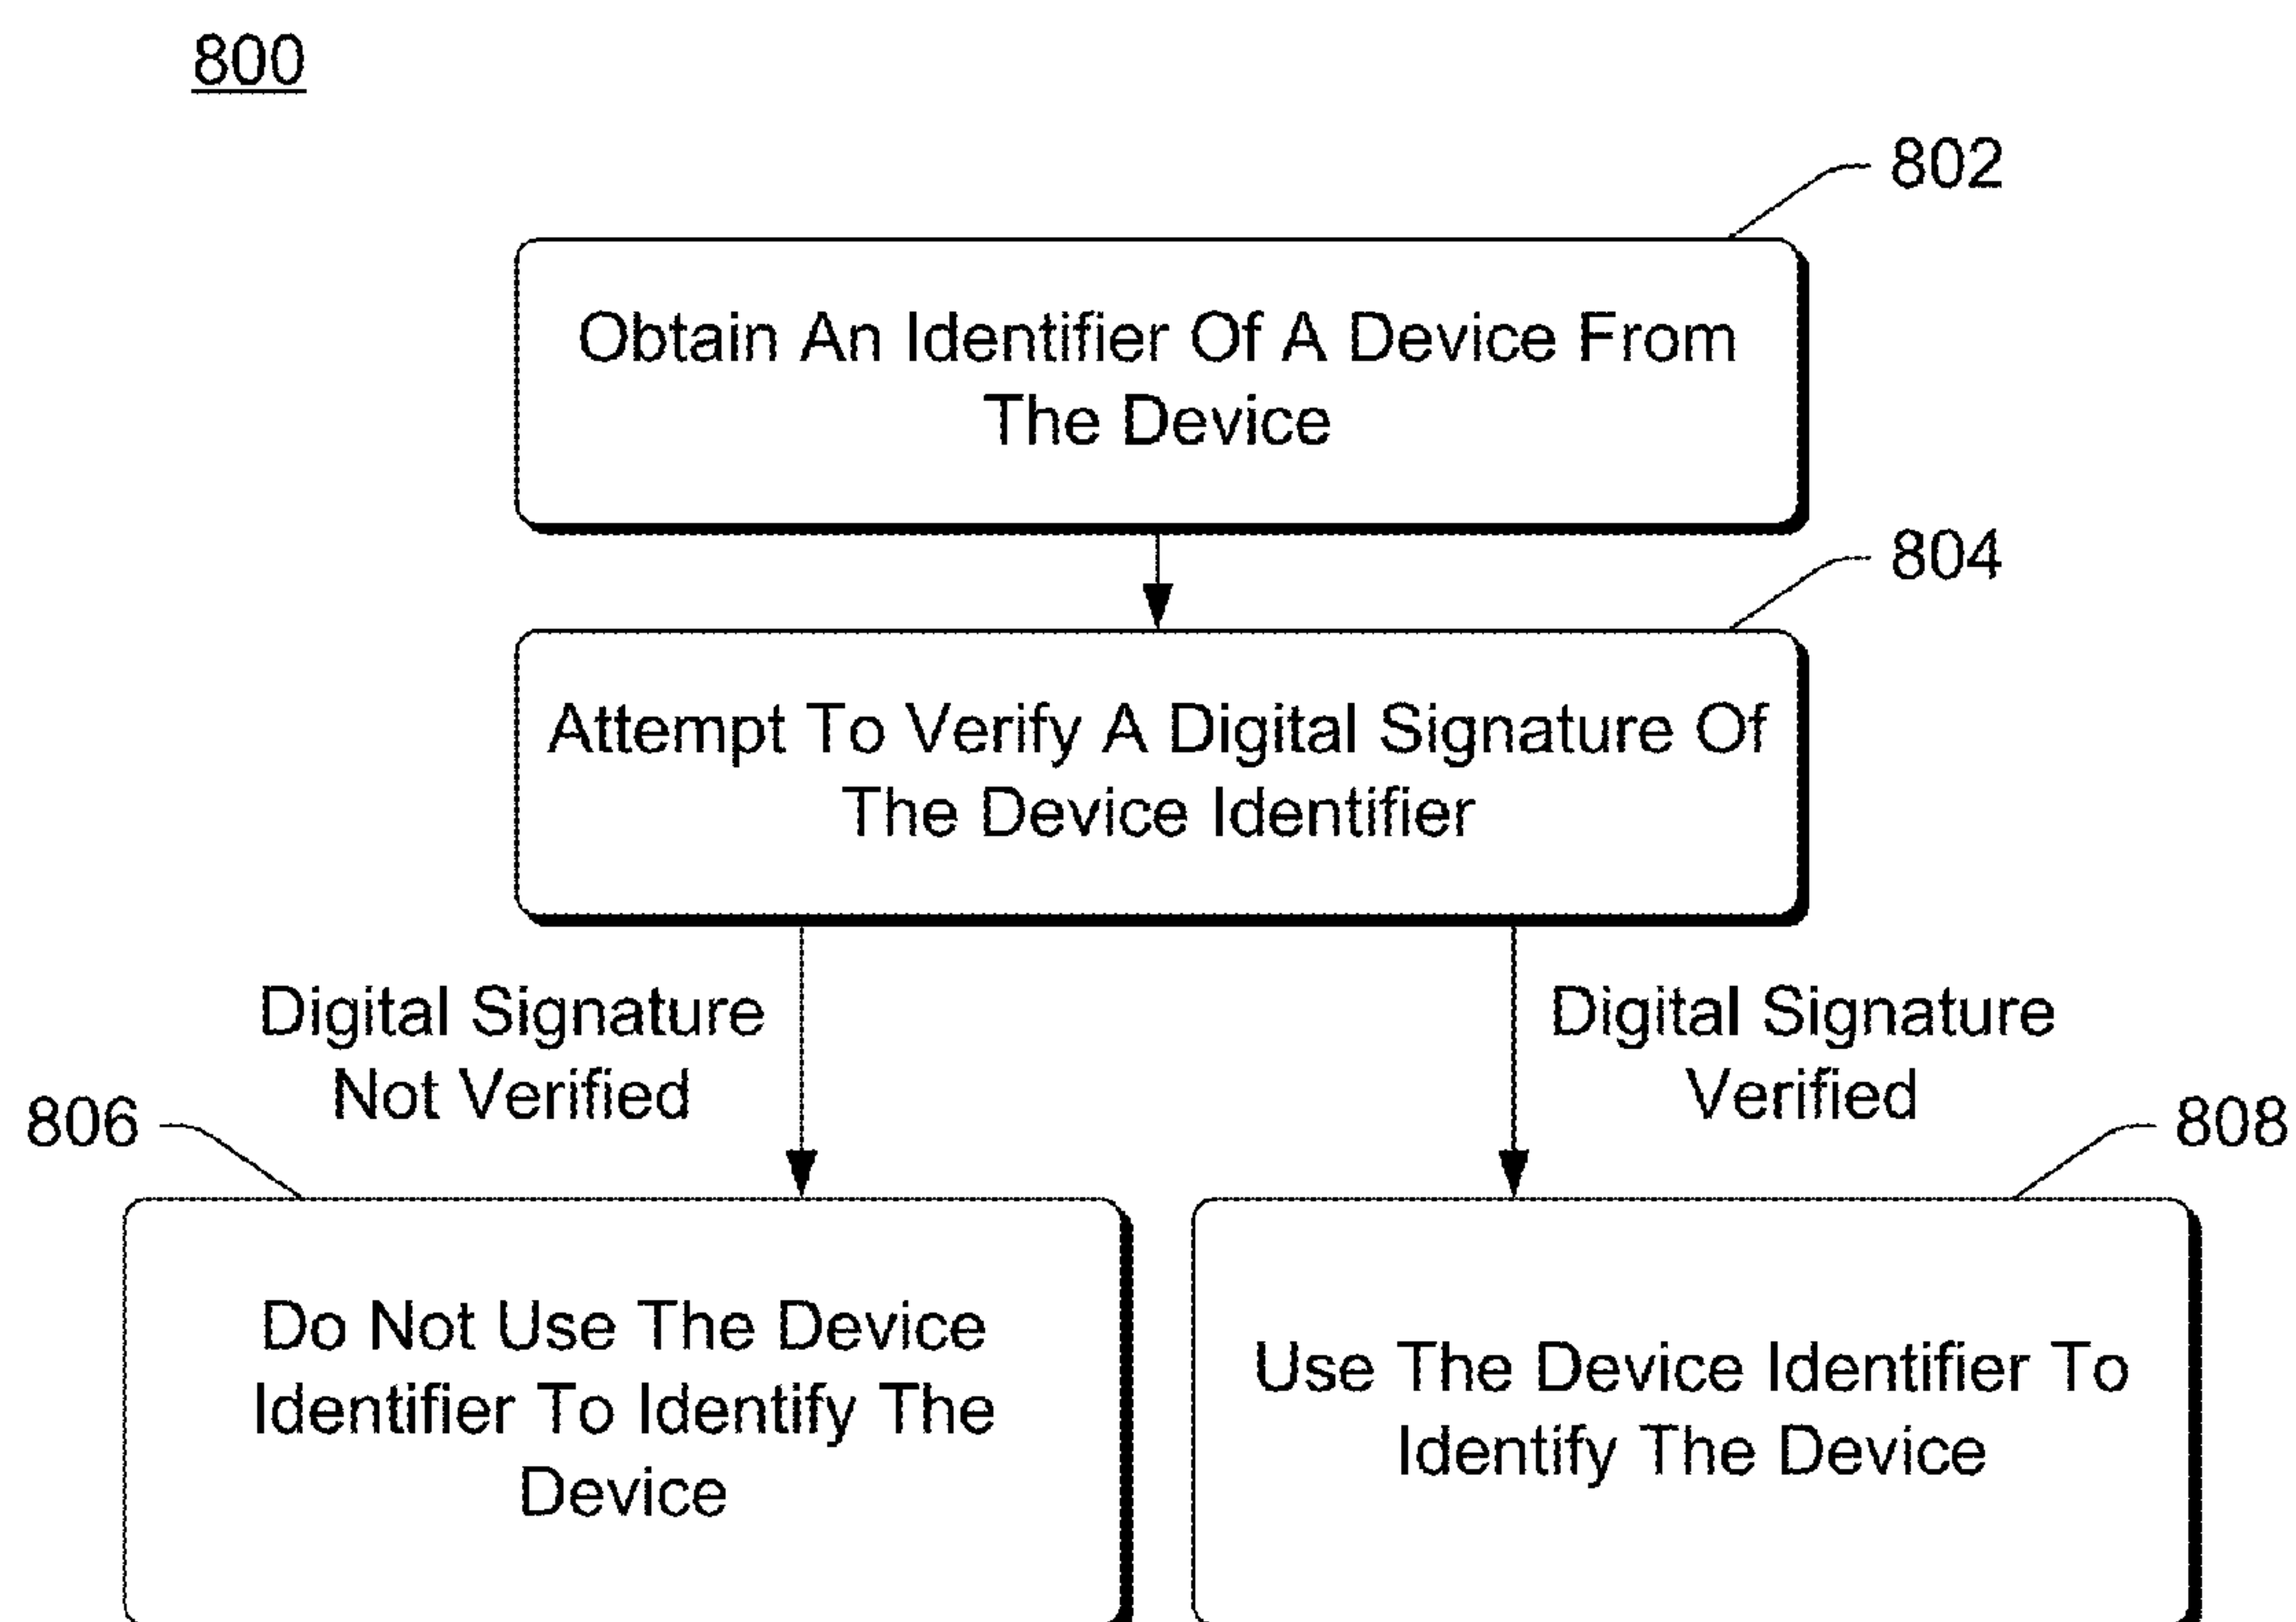 800
802
Obtain An Identifier Of A Device From
The Device
804
Attempt To Verify A Digital Signature Of
The Device Identifier
Digital Signature
Not Verified
Digital Signature
Verified
806
808
Do Not Use The Device
Identifier To Identify The
Device
Use The Device Identifier To
Identify The Device